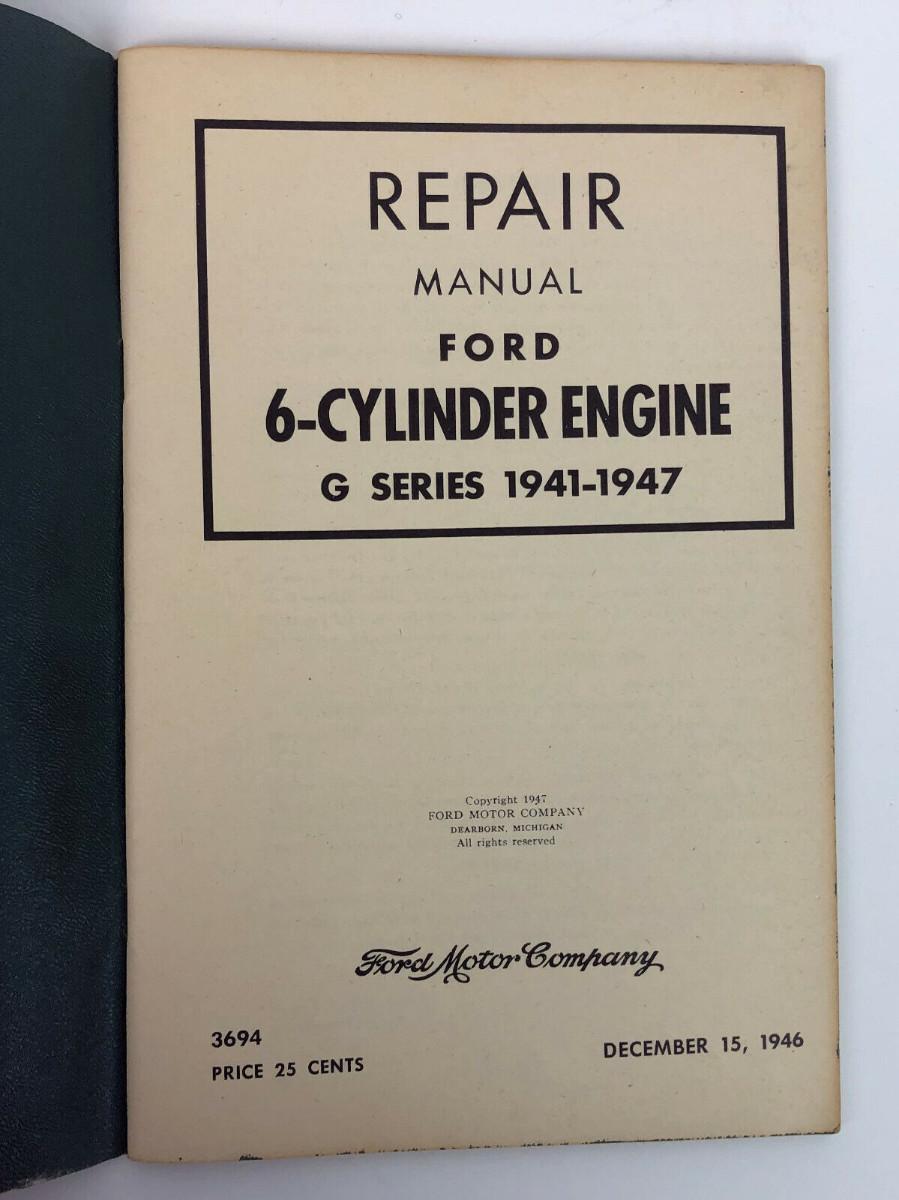 REPAIR
MANUAL
FORD
6-CYLINDER ENGINE
G SERIES 1941-1947
Copyright 1947
FORD MOTOR COMPANY
DEARBORN, MICHIGAN
All rights reserved
Ford Motor Company
3694
PRICE 25 CENTS
DECEMBER 15, 1946